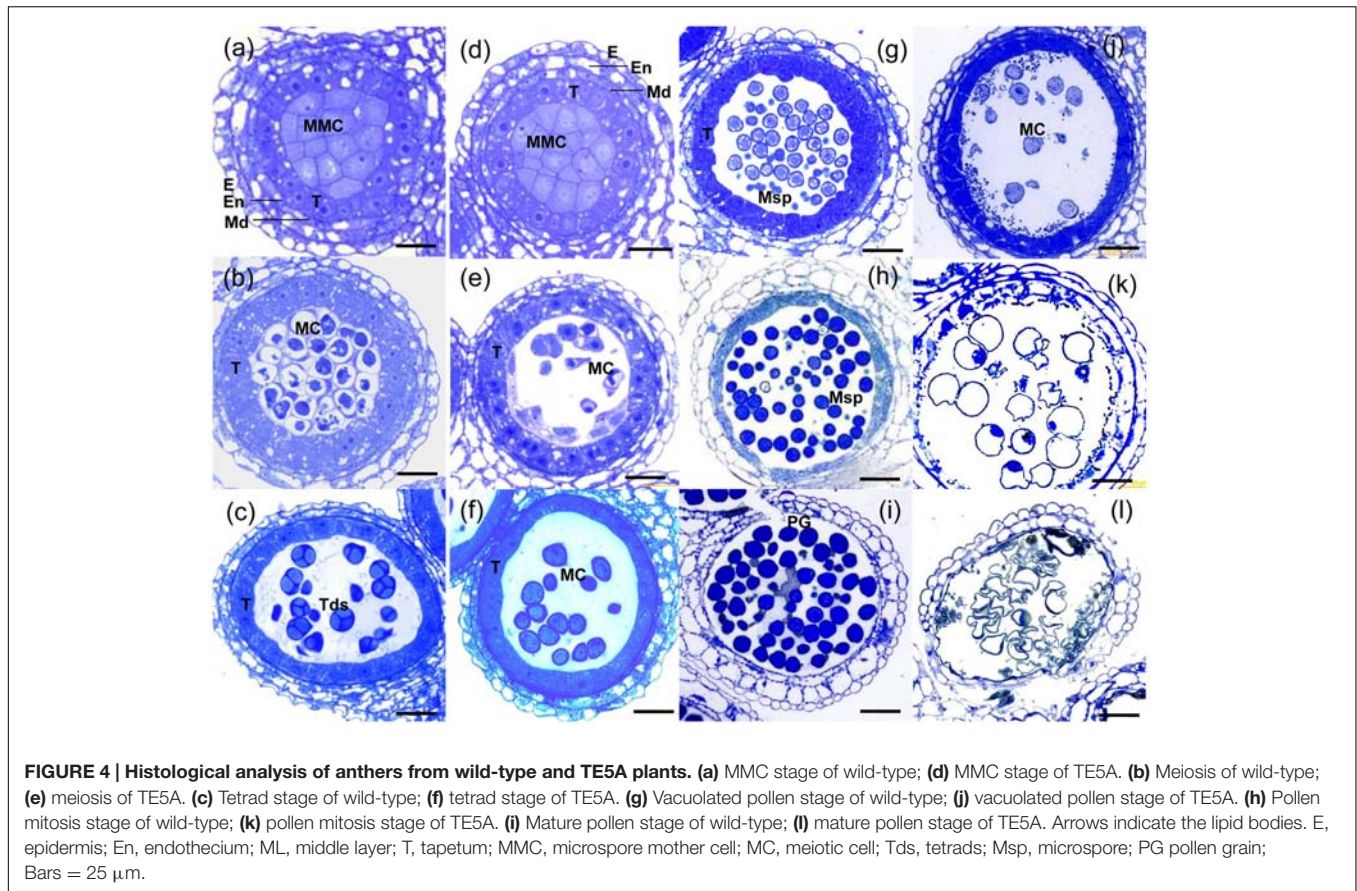 (a)
MMC
E
En
T
Md
(d)
E
En
T
Md
MMC
(g)
T
Msp
(j)
MC
(b)
MC
T
(e)
T
MC
(h)
Msp
(k)
(c)
T
Tds
(f)
T
MC
PG
(i)
(l)
FIGURE 4 | Histological analysis of anthers from wild-type and TE5A plants. (a) MMC stage of wild-type; (d) MMC stage of TE5A. (b) Meiosis of wild-type;
(e) meiosis of TE5A. (c) Tetrad stage of wild-type; (f) tetrad stage of TE5A. (g) Vacuolated pollen stage of wild-type; (j) vacuolated pollen stage of TE5A. (h) Pollen
mitosis stage of wild-type; (k) pollen mitosis stage of TE5A. (i) Mature pollen stage of wild-type; (l) mature pollen stage of TE5A. Arrows indicate the lipid bodies. E,
epidermis; En, endothecium; ML, middle layer; T, tapetum; MMC, microspore mother cell; MC, meiotic cell; Tds, tetrads; Msp, microspore; PG pollen grain;
Bars = 25 μm.